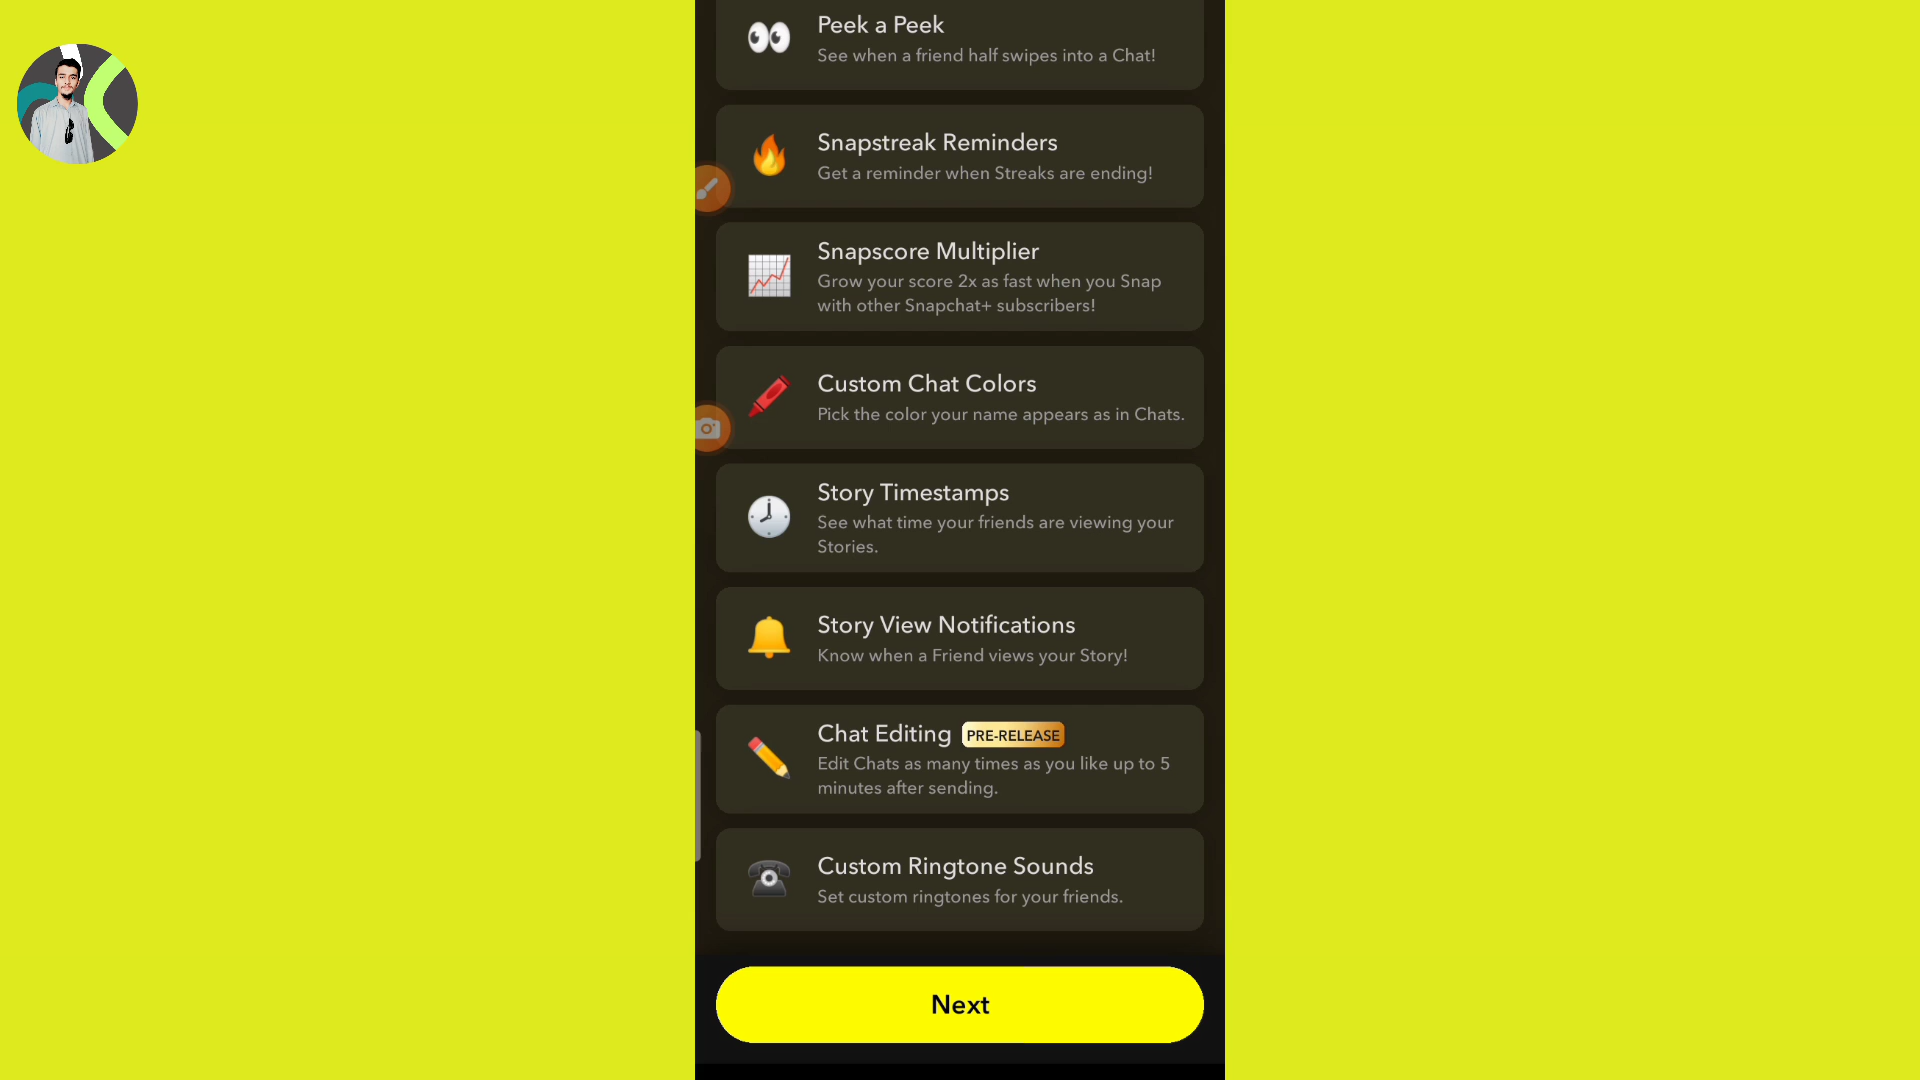 Peek a Peek
See when a friend half swipes into a Chat!
Snapstreak Reminders
Get a reminder when Streaks are ending!
Snapscore Multiplier
Grow your score 2x as fast when you Snap
with other Snapchat+ subscribers!
Custom Chat Colors
Pick the color your name appears as in Chats.
Story Timestamps
See what time your friends are viewing your
Stories.
Story View Notifications
Know when a Friend views your Story!
Chat Editing PRE-RELEASE
Edit Chats as many times as you like up to 5
minutes after sending.
Custom Ringtone Sounds
Set custom ringtones for your friends.
Next